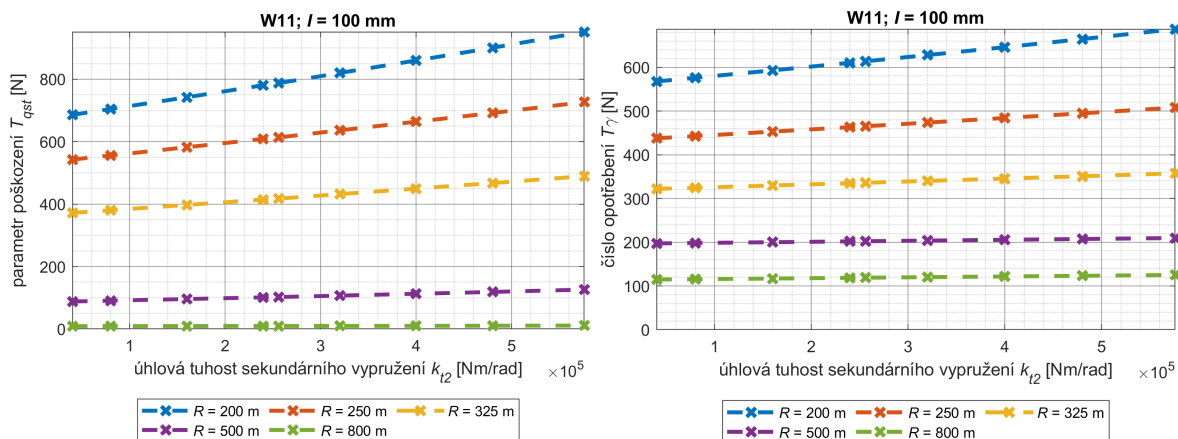 W11; I = 100 mm
parametr poškození T_qst [N]
800
600
400
200
0
1
2
3
4
5
×10^5
úhlová tuhost sekundárního vypružení k_t2 [Nm/rad]
R = 200 m
R = 250 m
R = 325 m
R = 500 m
R = 800 m
W11; I = 100 mm
číslo opotřebení T_γ [N]
600
500
400
300
200
100
0
1
2
3
4
5
×10^5
úhlová tuhost sekundárního vypružení k_t2 [Nm/rad]
R = 200 m
R = 250 m
R = 325 m
R = 500 m
R = 800 m